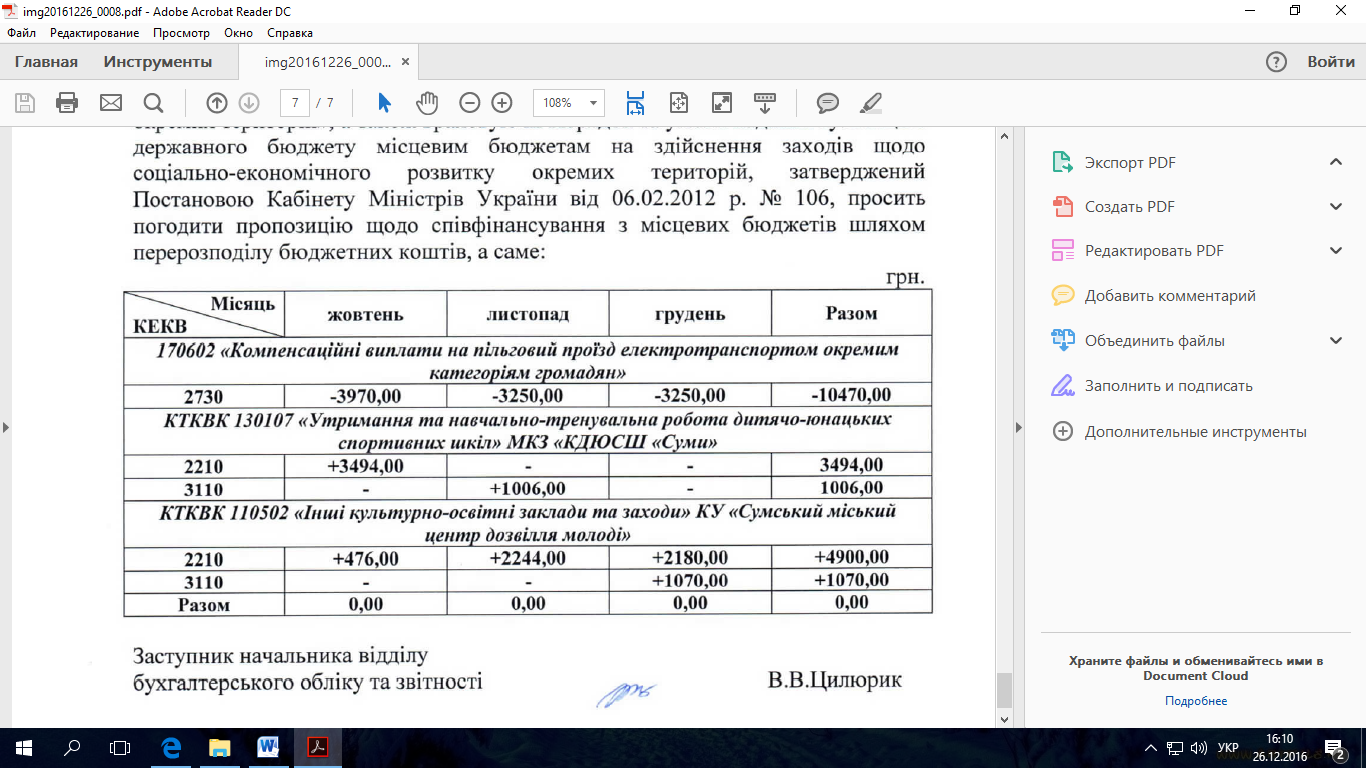 img20161226_0008.pdf - Adobe Acrobat Reader DC
Файл Редактирование Просмотр Окно Справка
Главная Инструменты img20161226_000... × ? Войти
7 / 7 108%
державного бюджету місцевим бюджетам на здійснення заходів щодо
соціально-економічного розвитку окремих територій, затверджений
Постановою Кабінету Міністрів України від 06.02.2012 р. № 106, просить
погодити пропозицію щодо співфінансування з місцевих бюджетів шляхом
перерозподілу бюджетних коштів, а саме:
грн.
Місяць
КЕКВ
жовтень листопад грудень Разом
170602 «Компенсаційні виплати на пільговий проїзд електротранспортом окремим
категоріям громадян»
2730 -3970,00 -3250,00 -3250,00 -10470,00
КТКВК 130107 «Утримання та навчально-тренувальна робота дитячо-юнацьких
спортивних шкіл» МКЗ «КДЮСШ «Суми»
2210 +3494,00 - - 3494,00
3110 - +1006,00 - 1006,00
КТКВК 110502 «Інші культурно-освітні заклади та заходи» КУ «Сумський міський
центр дозвілля молоді»
2210 +476,00 +2244,00 +2180,00 +4900,00
3110 - - +1070,00 +1070,00
Разом 0,00 0,00 0,00 0,00
Заступник начальника відділу
бухгалтерського обліку та звітності В.В.Цилюрик
Экспорт PDF
Создать PDF
Редактировать PDF
Добавить комментарий
Объединить файлы
Заполнить и подписать
Дополнительные инструменты
Храните файлы и обменивайтесь ими в
Document Cloud
Подробнее
УКР
16:10
26.12.2016
2